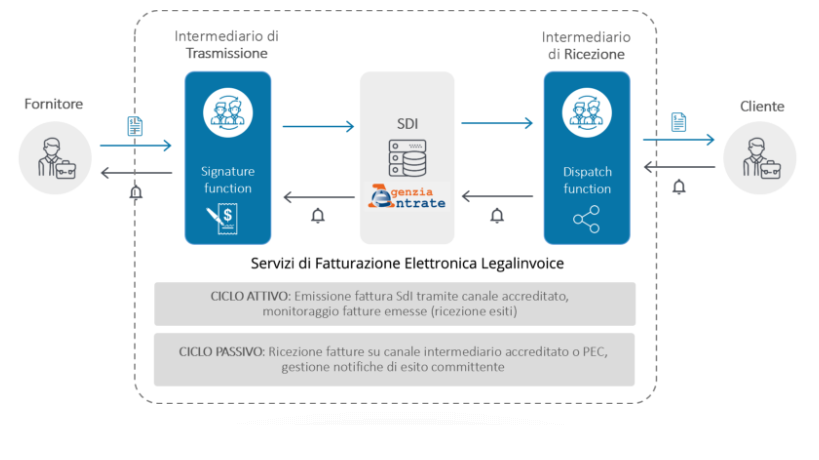 Intermediario di
Trasmissione
Intermediario
di Ricezione
Fornitore
Cliente
SDI
Signature
function
$
Dispatch
function
genzia
ntrate
Servizi di Fatturazione Elettronica Legalinvoice
CICLO ATTIVO: Emissione fattura SdI tramite canale accreditato,
monitoraggio fatture emesse (ricezione esiti)
CICLO PASSIVO: Ricezione fatture su canale intermediario accreditato o PEC,
gestione notifiche di esito committente